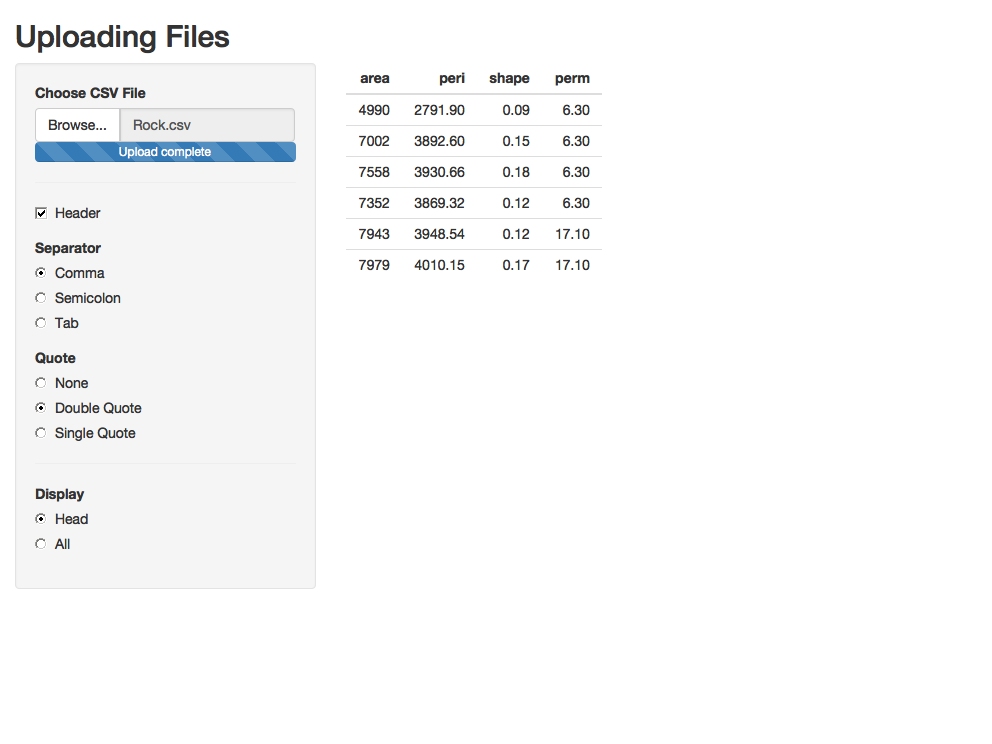 Uploading Files
Choose CSV File
Browse... Rock.csv
Upload complete
Header
Separator
Comma
Semicolon
Tab
Quote
None
Double Quote
Single Quote
Display
Head
All
area peri shape perm
4990 2791.90 0.09 6.30
7002 3892.60 0.15 6.30
7558 3930.66 0.18 6.30
7352 3869.32 0.12 6.30
7943 3948.54 0.12 17.10
7979 4010.15 0.17 17.10